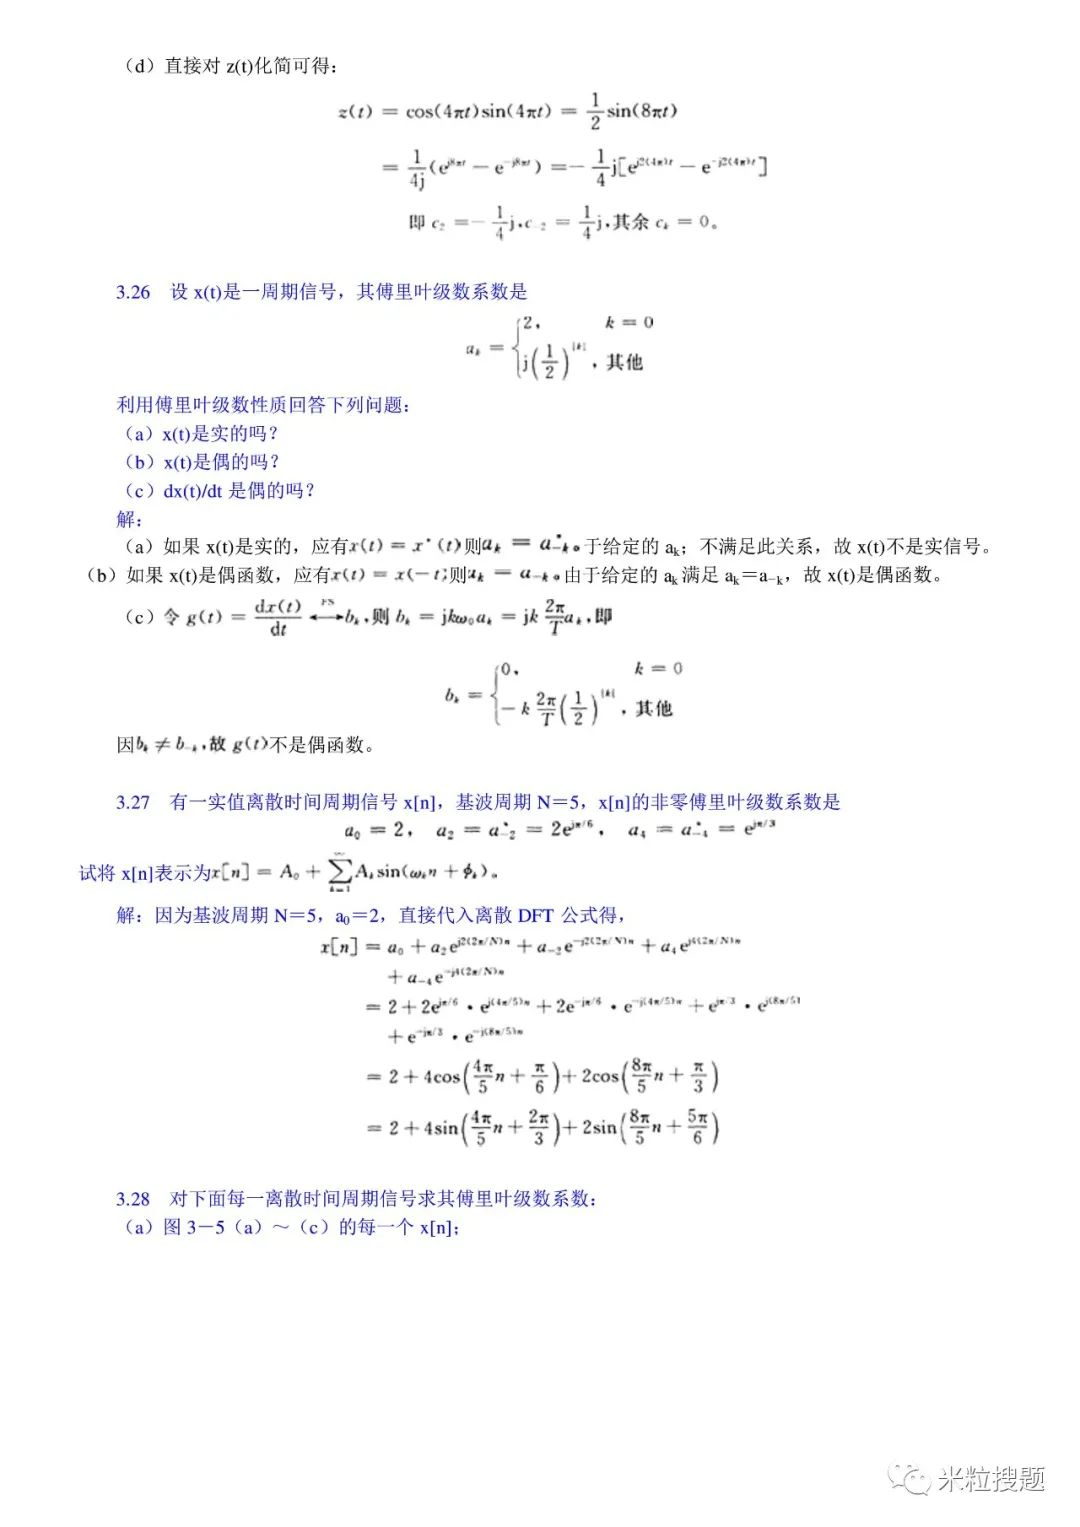 （d）直接对 z(t)化简可得：
z(t) = cos(4πt)sin(4πt) = 1/2 sin(8πt)
= 1/4j (e^{j8πt} − e^{-j8πt}) = − 1/4 j[e^{j2(4π)t} − e^{-j2(4π)t}]
即 c₂ = − 1/4 j, c₋₂ = 1/4 j, 其余 c_k = 0。
3.26 设 x(t)是一周期信号，其傅里叶级数系数是
a_k = { 2, k = 0
j(1/2)^{|k|}, 其他
利用傅里叶级数性质回答下列问题：
（a）x(t)是实的吗？
（b）x(t)是偶的吗？
（c）dx(t)/dt 是偶的吗？
解：
（a）如果 x(t)是实的，应有x(t) = x*(t)则a_k = a*_{-k}。于给定的 a_k；不满足此关系，故 x(t)不是实信号。
（b）如果 x(t)是偶函数，应有x(t) = x(−t)则a_k = a_{-k}。由于给定的 a_k 满足 a_k＝a_{−k}，故 x(t)是偶函数。
（c）令 g(t) = dx(t)/dt ⟷^{FS} b_k, 则 b_k = jkω₀a_k = jk 2π/T a_k, 即
b_k = { 0, k = 0
−k 2π/T (1/2)^{|k|}, 其他
因b_k ≠ b_{-k}, 故 g(t)不是偶函数。
3.27 有一实值离散时间周期信号 x[n]，基波周期 N＝5，x[n]的非零傅里叶级数系数是
a₀ = 2, a₂ = a*₋₂ = 2e^{jπ/6}, a₄ = a*₋₄ = e^{jπ/3}
试将 x[n]表示为x[n] = A₀ + ∑_{k=1}^{∞} A_k sin(ω_k n + φ_k)。
解：因为基波周期 N＝5，a₀＝2，直接代入离散 DFT 公式得，
x[n] = a₀ + a₂e^{j2(2π/N)n} + a₋₂e^{-j2(2π/N)n} + a₄e^{j4(2π/N)n}
+ a₋₄e^{-j4(2π/N)n}
= 2 + 2e^{jπ/6} · e^{j(4π/5)n} + 2e^{-jπ/6} · e^{-j(4π/5)n} + e^{jπ/3} · e^{j(8π/5)
+ e^{-jπ/3} · e^{-j(8π/5)n}
= 2 + 4cos(4π/5 n + π/6) + 2cos(8π/5 n + π/3)
= 2 + 4sin(4π/5 n + 2π/3) + 2sin(8π/5 n + 5π/6)
3.28 对下面每一离散时间周期信号求其傅里叶级数系数：
（a）图 3－5（a）～（c）的每一个 x[n]；
米粒搜题